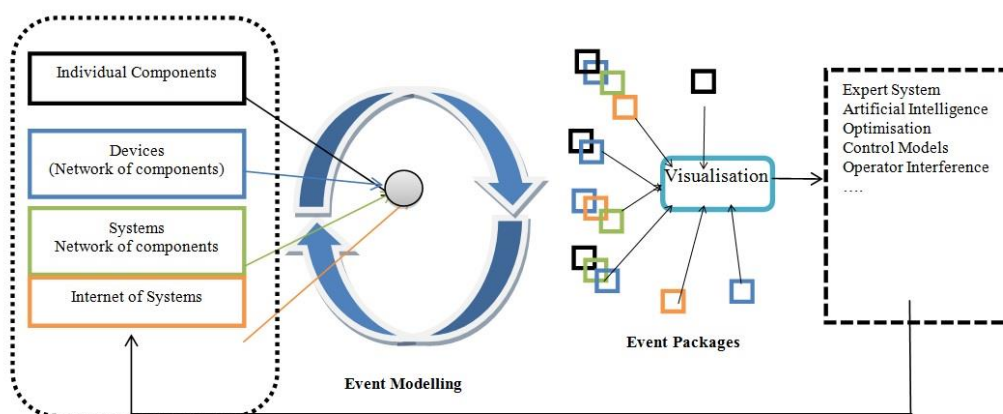 Individual Components
Devices
(Network of components)
Systems
Network of components
Internet of Systems
Event Modelling
Visualisation
Event Packages
Expert System
Artificial Intelligence
Optimisation
Control Models
Operator Interference
....